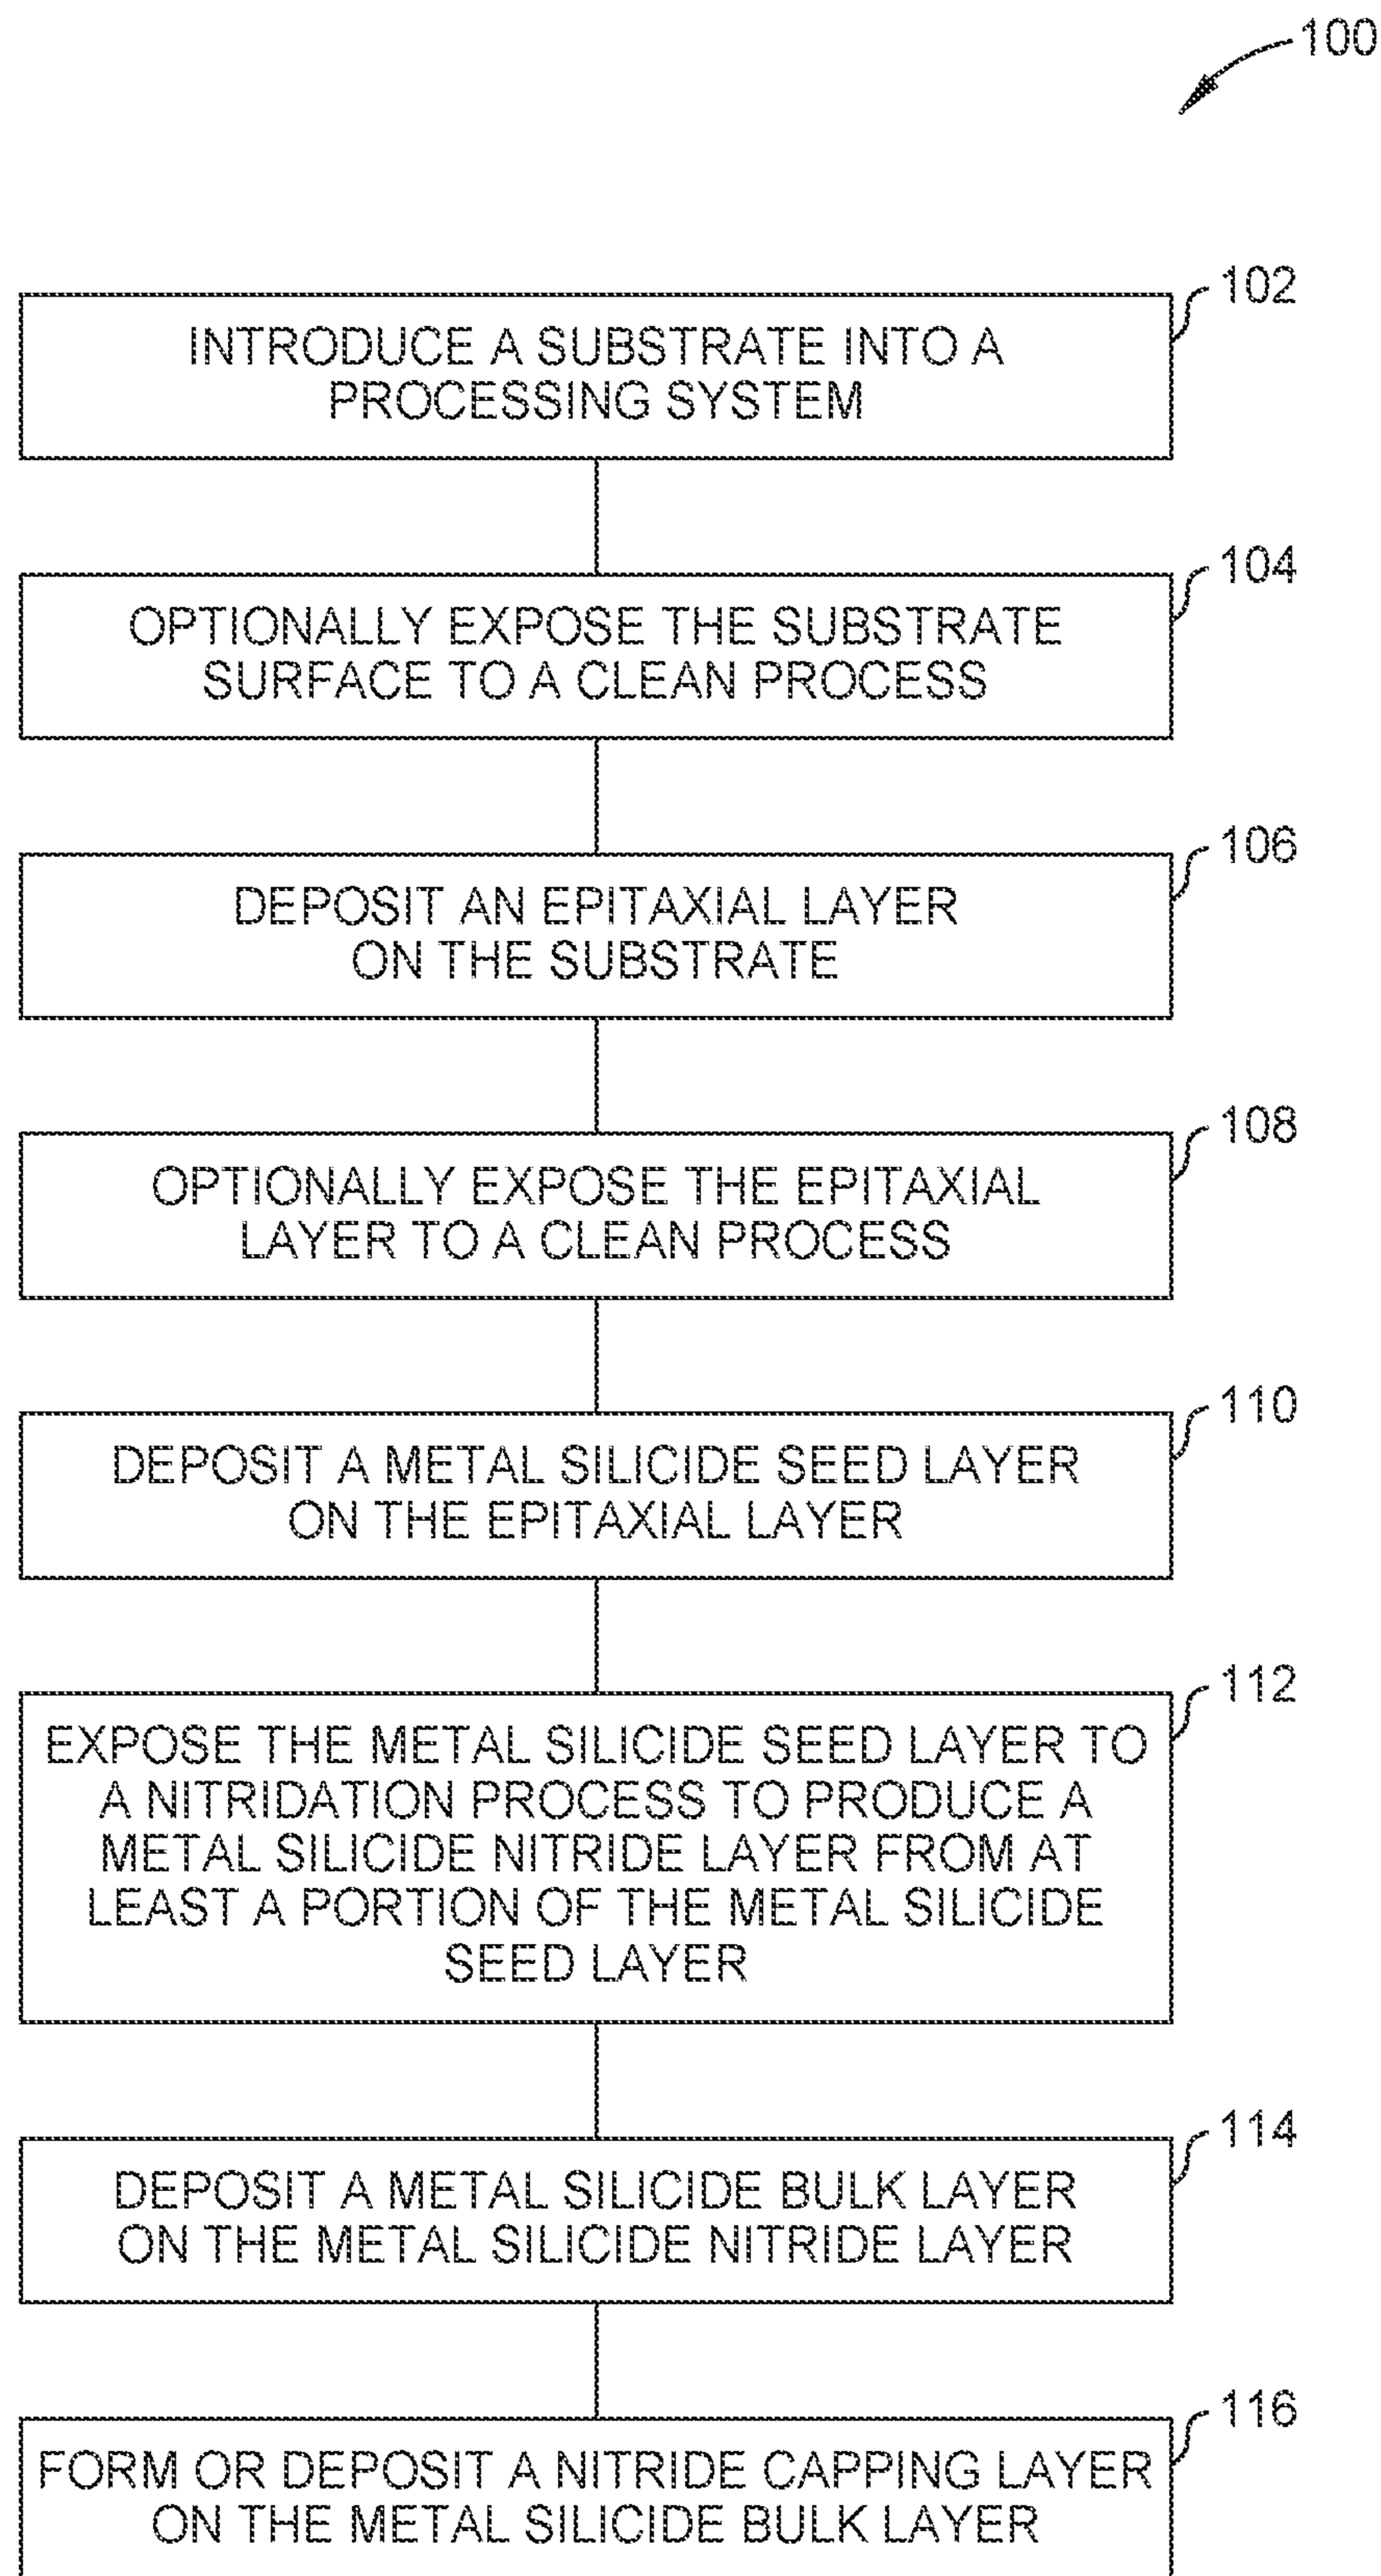 100
102
INTRODUCE A SUBSTRATE INTO A
PROCESSING SYSTEM
104
OPTIONALLY EXPOSE THE SUBSTRATE
SURFACE TO A CLEAN PROCESS
106
DEPOSIT AN EPITAXIAL LAYER
ON THE SUBSTRATE
108
OPTIONALLY EXPOSE THE EPITAXIAL
LAYER TO A CLEAN PROCESS
110
DEPOSIT A METAL SILICIDE SEED LAYER
ON THE EPITAXIAL LAYER
112
EXPOSE THE METAL SILICIDE SEED LAYER TO
A NITRIDATION PROCESS TO PRODUCE A
METAL SILICIDE NITRIDE LAYER FROM AT
LEAST A PORTION OF THE METAL SILICIDE
SEED LAYER
114
DEPOSIT A METAL SILICIDE BULK LAYER
ON THE METAL SILICIDE NITRIDE LAYER
116
FORM OR DEPOSIT A NITRIDE CAPPING LAYER
ON THE METAL SILICIDE BULK LAYER